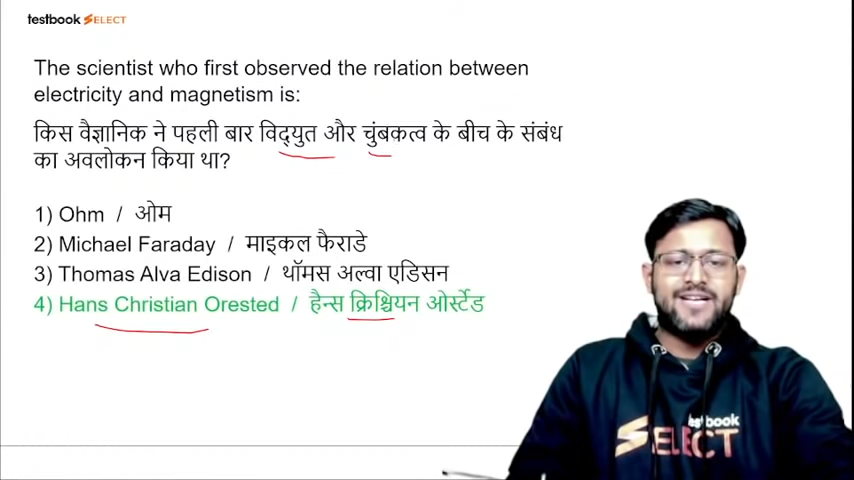 testbook SELECT
The scientist who first observed the relation between
electricity and magnetism is:
किस वैज्ञानिक ने पहली बार विद्युत और चुंबकत्व के बीच के संबंध
का अवलोकन किया था?
1) Ohm / ओम
2) Michael Faraday / माइकल फैराडे
3) Thomas Alva Edison / थॉमस अल्वा एडिसन
4) Hans Christian Orested / हैन्स क्रिश्चियन ओर्स्टेड
testbook
SELECT